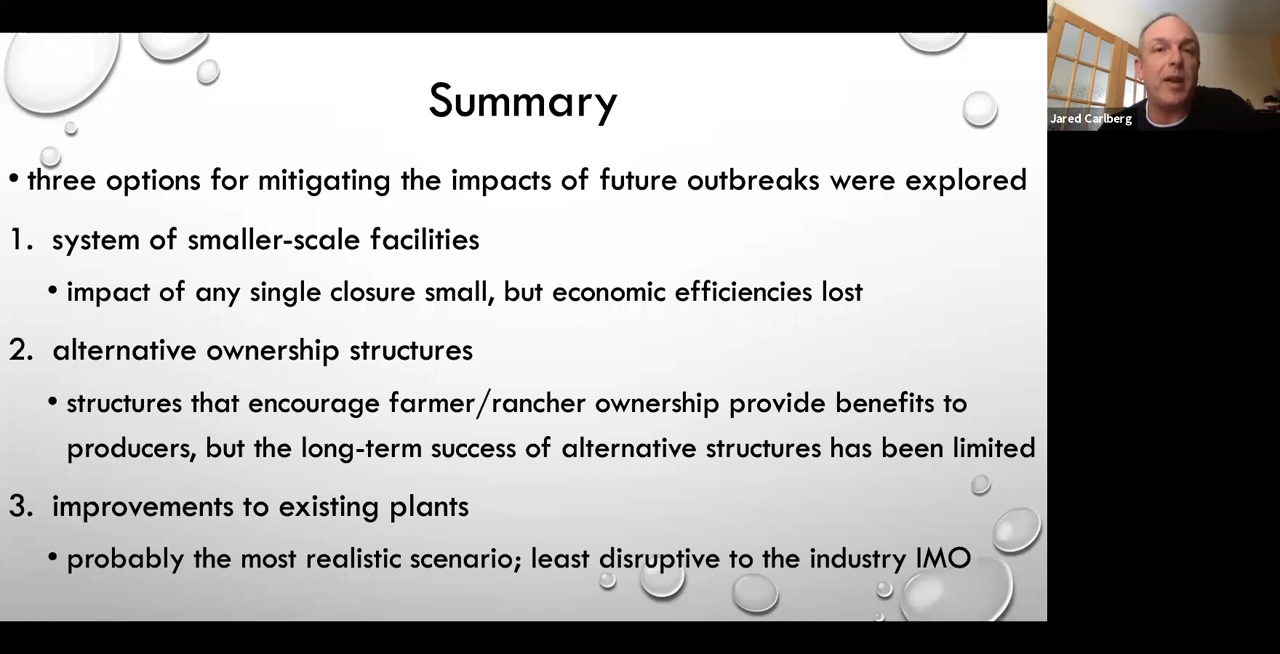 Summary
• three options for mitigating the impacts of future outbreaks were explored
1. system of smaller-scale facilities
• impact of any single closure small, but economic efficiencies lost
2. alternative ownership structures
• structures that encourage farmer/rancher ownership provide benefits to
producers, but the long-term success of alternative structures has been limited
3. improvements to existing plants
• probably the most realistic scenario; least disruptive to the industry IMO
Jared Carlberg